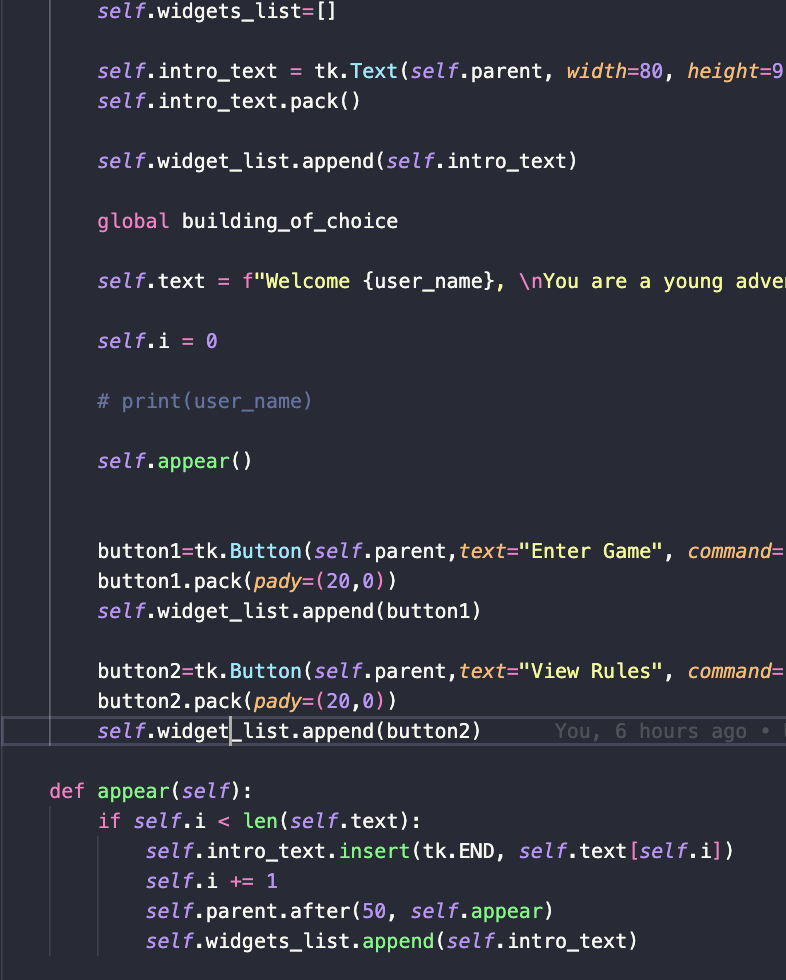 self.widgets_list=[]
self.intro_text = tk.Text(self.parent, width=80, height=9
self.intro_text.pack()
self.widget_list.append(self.intro_text)
global building_of_choice
self.text = f"Welcome {user_name}, \nYou are a young adve
self.i = 0
# print(user_name)
self.appear()
button1=tk.Button(self.parent,text="Enter Game", command=
button1.pack(pady=(20,0))
self.widget_list.append(button1)
button2=tk.Button(self.parent,text="View Rules", command=
button2.pack(pady=(20,0))
self.widget_list.append(button2) You, 6 hours ago •
def appear(self):
if self.i < len(self.text):
self.intro_text.insert(tk.END, self.text[self.i])
self.i += 1
self.parent.after(50, self.appear)
self.widgets_list.append(self.intro_text)